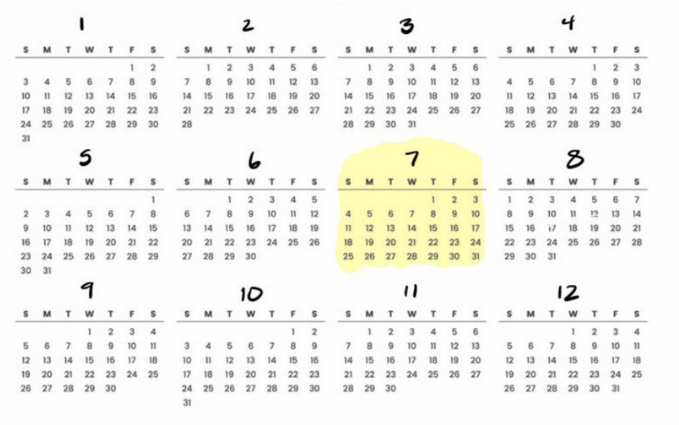 1
S M T W T F S
1 2
3 4 5 6 7 8 9
10 11 12 13 14 15 16
17 18 19 20 21 22 23
24 25 26 27 28 29 30
31
2
S M T W T F S
1 2 3 4 5 6
7 8 9 10 11 12 13
14 15 16 17 18 19 20
21 22 23 24 25 26 27
28
3
S M T W T F S
1 2 3 4 5 6
7 8 9 10 11 12 13
14 15 16 17 18 19 20
21 22 23 24 25 26 27
28 29 30 31
4
S M T W T F S
1 2 3
4 5 6 7 8 9 10
11 12 13 14 15 16 17
18 19 20 21 22 23 24
25 26 27 28 29 30
5
S M T W T F S
1
2 3 4 5 6 7 8
9 10 11 12 13 14 15
16 17 18 19 20 21 22
23 24 25 26 27 28 29
30 31
6
S M T W T F S
1 2 3 4 5
6 7 8 9 10 11 12
13 14 15 16 17 18 19
20 21 22 23 24 25 26
27 28 29 30
7
S M T W T F S
1 2 3
4 5 6 7 8 9 10
11 12 13 14 15 16 17
18 19 20 21 22 23 24
25 26 27 28 29 30 31
8
S M T W T F S
1 2 3 4 5 6 7
8 9 10 11 12 13 14
15 16 17 18 19 20 21
22 23 24 25 26 27 28
29 30 31
9
S M T W T F S
1 2 3 4
5 6 7 8 9 10 11
12 13 14 15 16 17 18
19 20 21 22 23 24 25
26 27 28 29 30
10
S M T W T F S
1 2
3 4 5 6 7 8 9
10 11 12 13 14 15 16
17 18 19 20 21 22 23
24 25 26 27 28 29 30
31
11
S M T W T F S
1 2 3 4 5 6
7 8 9 10 11 12 13
14 15 16 17 18 19 20
21 22 23 24 25 26 27
28 29 30
12
S M T W T F S
1 2 3 4
5 6 7 8 9 10 11
12 13 14 15 16 17 18
19 20 21 22 23 24 25
26 27 28 29 30 31